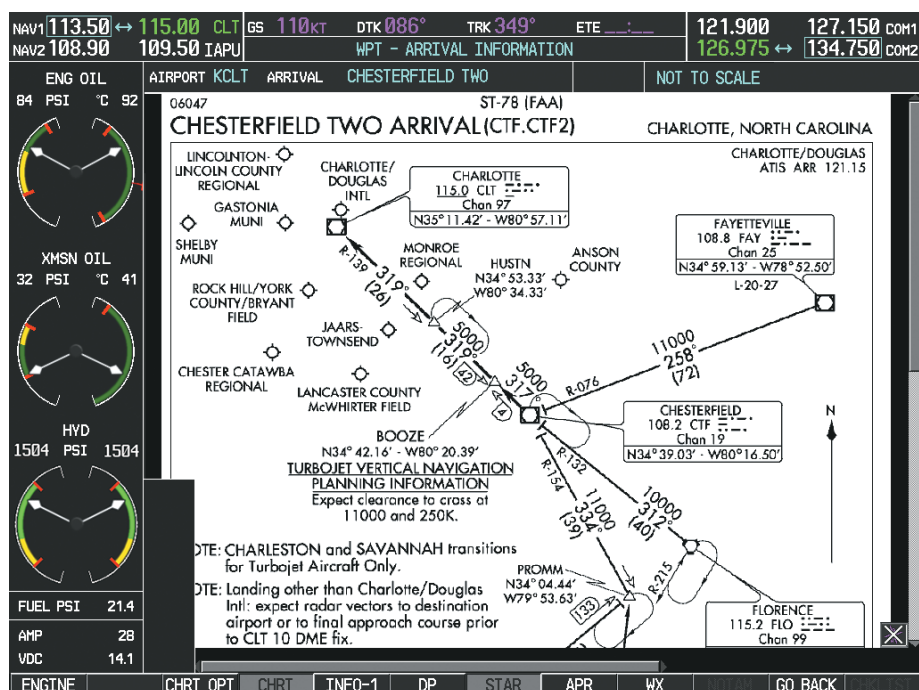 NAV1 113.50 ↔ 115.00 CLT
NAV2 108.90 109.50 IAPU
GS 110KT DTK 086° TRK 349° ETE __:__
WPT - ARRIVAL INFORMATION
121.900 127.150 COM1
126.975 ↔ 134.750 COM2
AIRPORT KCLT ARRIVAL CHESTERFIELD TWO NOT TO SCALE
ENG OIL
84 PSI °C 92
XMSN OIL
32 PSI °C 41
HYD
1504 PSI 1504
FUEL PSI 21.4
AMP 28
VDC 14.1
06047 ST-78 (FAA)
CHESTERFIELD TWO ARRIVAL (CTF.CTF2) CHARLOTTE, NORTH CAROLINA
CHARLOTTE/DOUGLAS
ATIS ARR 121.15
LINCOLNTON-
LINCOLN COUNTY
REGIONAL
CHARLOTTE/
DOUGLAS
INTL
CHARLOTTE
115.0 CLT
Chan 97
N35°11.42' - W80°57.11'
GASTONIA
MUNI
SHELBY
MUNI
FAYETTEVILLE
108.8 FAY
Chan 25
N34°59.13' - W78°52.50'
L-20-27
R-139
319°
(26)
MONROE
REGIONAL
HUSTN
N34°53.33'
W80°34.33'
ANSON
COUNTY
ROCK HILL/YORK
COUNTY/BRYANT
FIELD
JAARS-
TOWNSEND
CHESTER CATAWBA
REGIONAL
LANCASTER COUNTY
McWHIRTER FIELD
5000
319°
(16)
42
5000
317°
4
11000
258°
(72)
R-076
CHESTERFIELD
108.2 CTF
Chan 19
N34°39.03' - W80°16.50'
N
BOOZE
N34°42.16' - W80°20.39'
TURBOJET VERTICAL NAVIGATION
PLANNING INFORMATION
Expect clearance to cross at
11000 and 250K.
R-132
R-154
11000
334°
(39)
10000
312°
(40)
OTE: CHARLESTON and SAVANNAH transitions
for Turbojet Aircraft Only.
OTE: Landing other than Charlotte/Douglas
Intl: expect radar vectors to destination
airport or to final approach course prior
to CLT 10 DME fix.
PROMM
N34°04.44'
W79°53.63'
133
R-215
FLORENCE
115.2 FLO
Chan 99
ENGINE CHRT OPT CHRT INFO-1 DP STAR APR WX NOTAM GO BACK CHKLIST